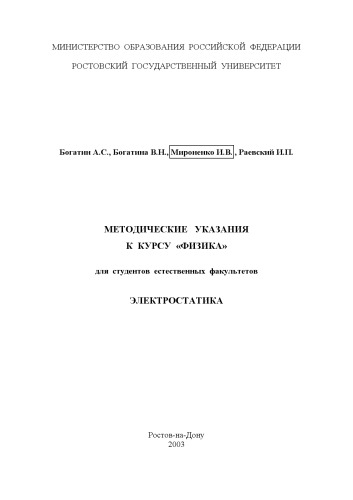 МИНИСТЕРСТВО ОБРАЗОВАНИЯ РОССИЙСКОЙ ФЕДЕРАЦИИ
РОСТОВСКИЙ ГОСУДАРСТВЕННЫЙ УНИВЕРСИТЕТ
Богатин А.С., Богатина В.Н., Мироненко И.В. , Раевский И.П.
МЕТОДИЧЕСКИЕ УКАЗАНИЯ
К КУРСУ «ФИЗИКА»
для студентов естественных факультетов
ЭЛЕКТРОСТАТИКА
Ростов-на-Дону
2003